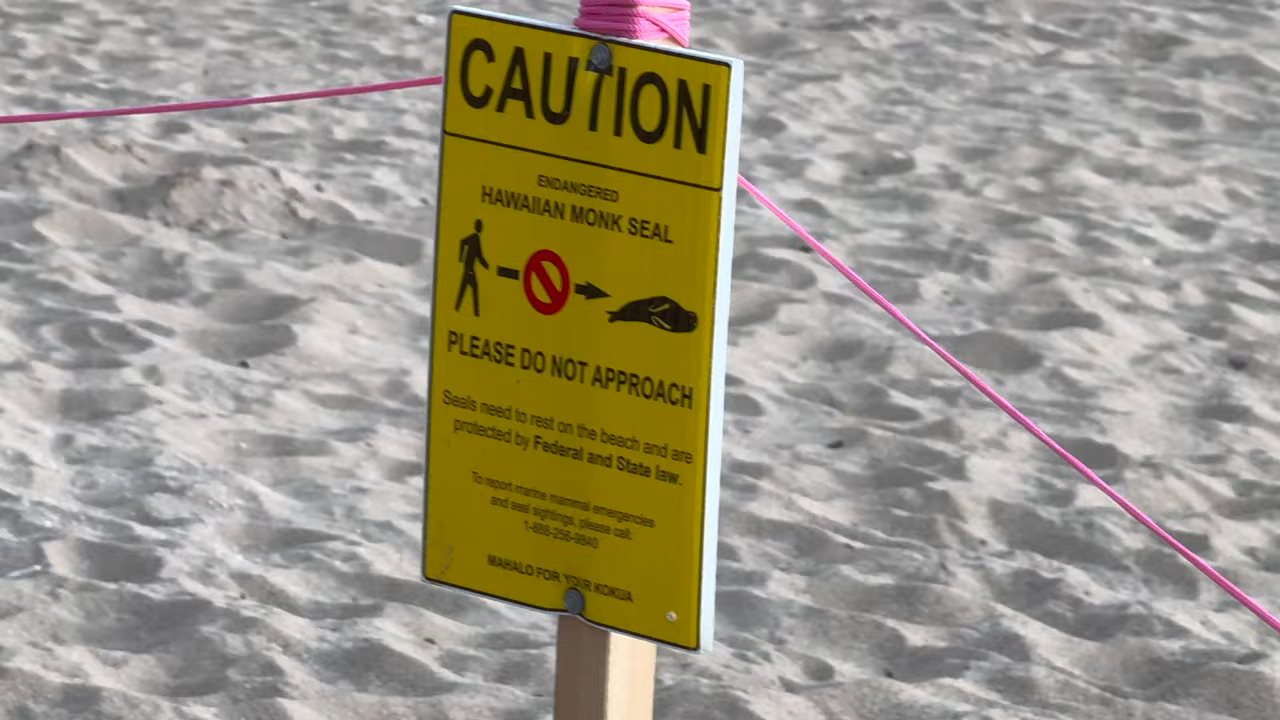 CAUTION
ENDANGERED
HAWAIIAN MONK SEAL
PLEASE DO NOT APPROACH
Seals need to rest on the beach and are
protected by Federal and State law.
To report marine mammal emergencies
and seal sightings, please call:
1-888-256-9840
MAHALO FOR YOUR KOKUA